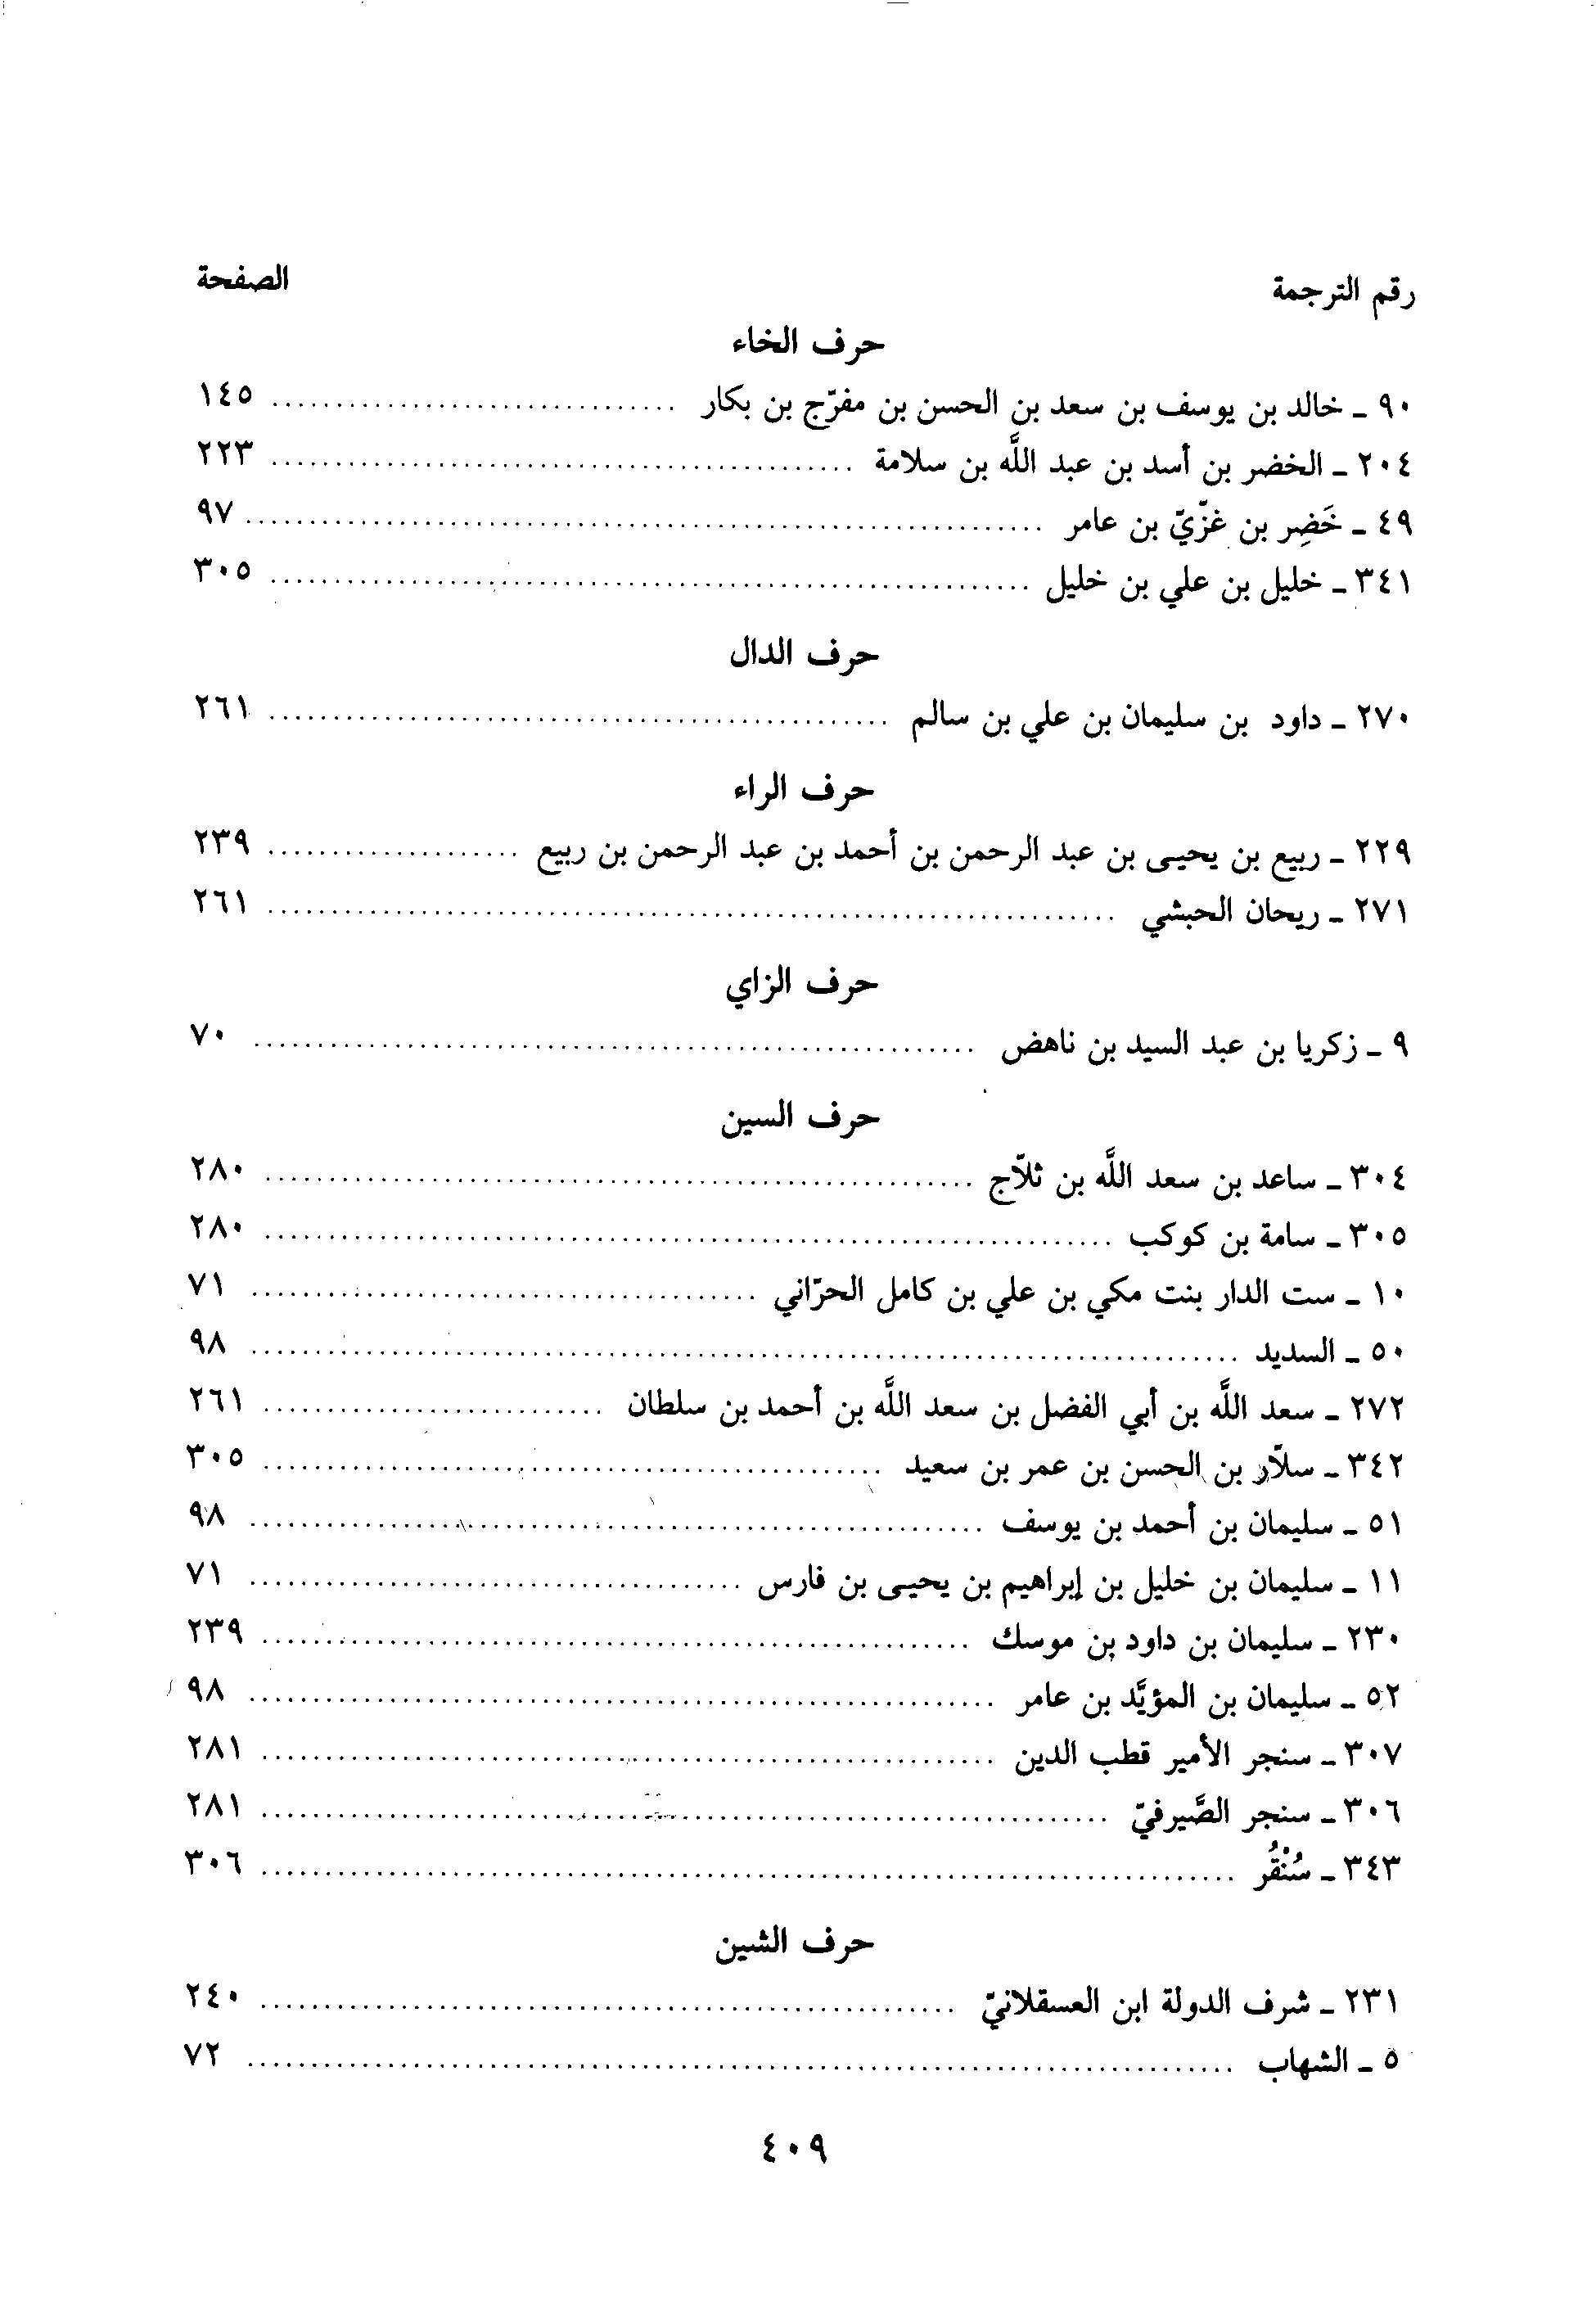 رقم الترجمة الصفحة
حرف الخاء
٩٠ ـ خالد بن يوسف بن سعد بن الحسن بن مفرّج بن بكار .......... ١٤٥
٢٠٤ ـ الخضر بن أسد بن عبد اللَّه بن سلامة .......... ٢٢٣
٤٩ ـ خَضِر بن غزّيّ بن عامر .......... ٩٧
٣٤١ ـ خليل بن علي بن خليل .......... ٣٠٥
حرف الدال
٢٧٠ ـ داود بن سليمان بن علي بن سالم .......... ٢٦١
حرف الراء
٢٢٩ ـ ربيع بن يحيى بن عبد الرحمن بن أحمد بن عبد الرحمن بن ربيع .......... ٢٣٩
٢٧١ ـ ريحان الحبشي .......... ٢٦١
حرف الزاي
٩ ـ زكريا بن عبد السيد بن ناهض .......... ٧٠
حرف السين
٣٠٤ ـ ساعد بن سعد اللَّه بن ثلاّج .......... ٢٨٠
٣٠٥ ـ سامة بن كوكب .......... ٢٨٠
١٠ ـ ست الدار بنت مكي بن علي بن كامل الحرّاني .......... ٧١
٥٠ ـ السديد .......... ٩٨
٢٧٢ ـ سعد اللَّه بن أبي الفضل بن سعد اللَّه بن أحمد بن سلطان .......... ٢٦١
٣٤٢ ـ سلاّر بن الحسن بن عمر بن سعيد .......... ٣٠٥
٥١ ـ سليمان بن أحمد بن يوسف .......... ٩٨
١١ ـ سليمان بن خليل بن إبراهيم بن يحيى بن فارس .......... ٧١
٢٣٠ ـ سليمان بن داود بن موسك .......... ٢٣٩
٥٢ ـ سليمان بن المؤيَّد بن عامر .......... ٩٨
٣٠٧ ـ سنجر الأمير قطب الدين .......... ٢٨١
٣٠٦ ـ سنجر الصَّيرفيّ .......... ٢٨١
٣٤٣ ـ سُنْقُر .......... ٣٠٦
حرف الشين
٢٣١ ـ شرف الدولة ابن العسقلانيّ .......... ٢٤٠
٥ ـ الشهاب .......... ٧٢
٤٠٩